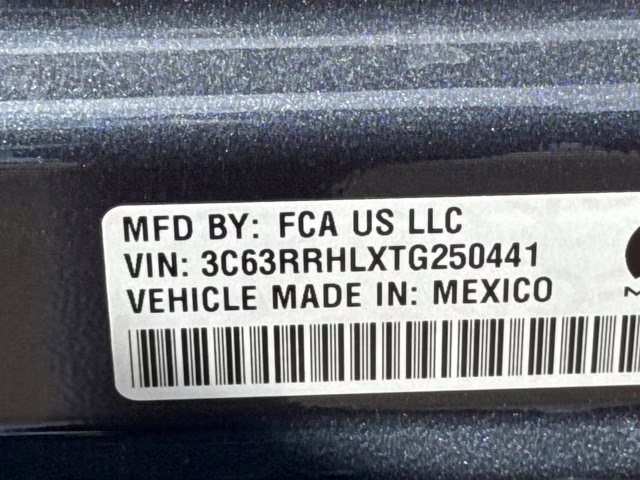 MFD BY: FCA US LLC
VIN: 3C63RRHLXTG250441
VEHICLE MADE IN: MEXICO